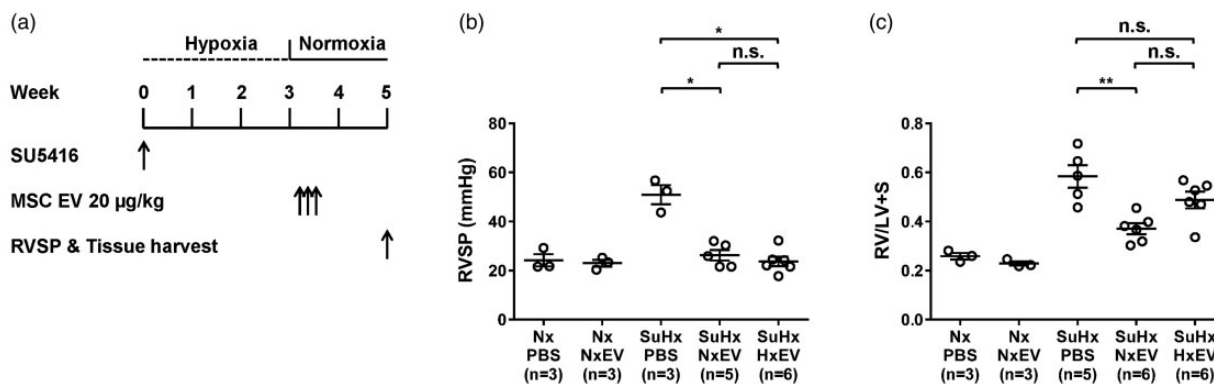 (a)
Hypoxia Normoxia
Week 0 1 2 3 4 5
SU5416
MSC EV 20 µg/kg
RVSP & Tissue harvest
(b)
*
n.s.
*
RVSP (mmHg)
80
60
40
20
0
Nx Nx SuHx SuHx SuHx
PBS NxEV PBS NxEV HxEV
(n=3) (n=3) (n=3) (n=5) (n=6)
(c)
n.s.
n.s.
**
RV/LV+S
0.8
0.6
0.4
0.2
0.0
Nx Nx SuHx SuHx SuHx
PBS NxEV PBS NxEV HxEV
(n=3) (n=3) (n=5) (n=6) (n=6)